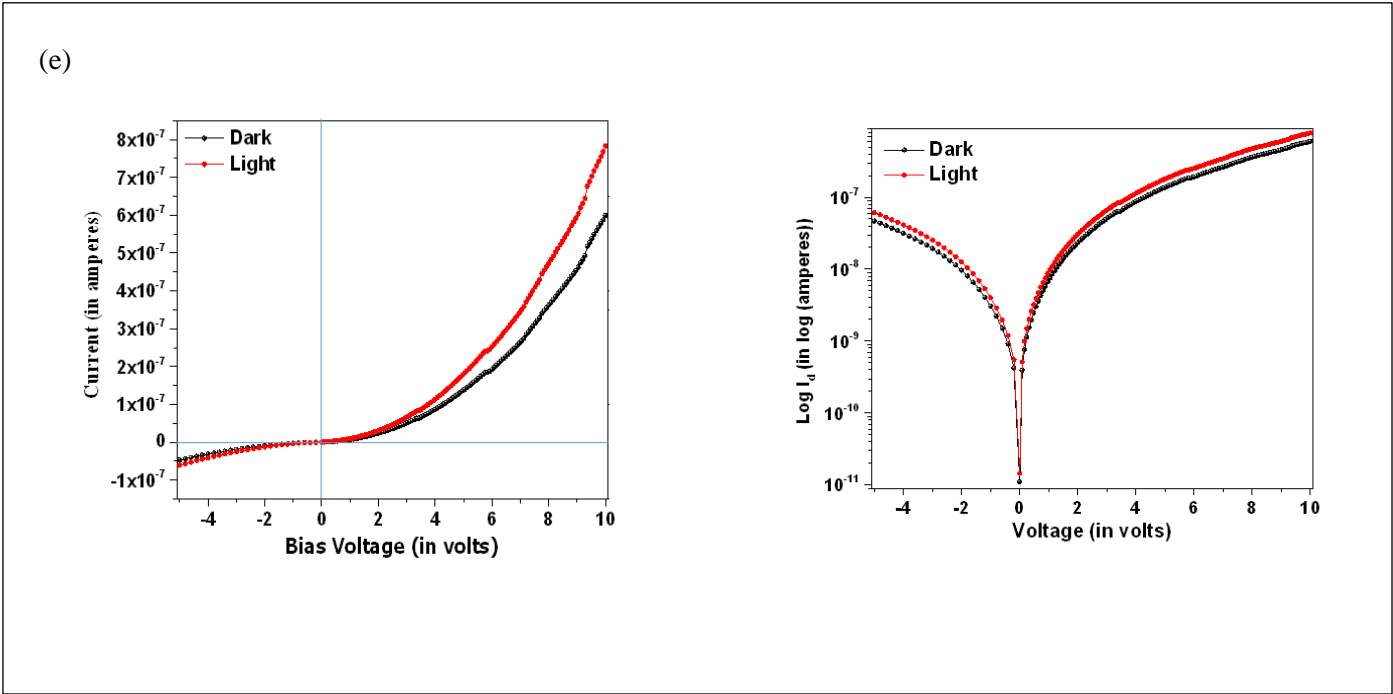 (e)
Dark
Light
8x10⁻⁷
7x10⁻⁷
6x10⁻⁷
5x10⁻⁷
4x10⁻⁷
3x10⁻⁷
2x10⁻⁷
1x10⁻⁷
0
-1x10⁻⁷
Current (in amperes)
-4 -2 0 2 4 6 8 10
Bias Voltage (in volts)
Dark
Light
10⁻⁷
10⁻⁸
10⁻⁹
10⁻¹⁰
10⁻¹¹
Log I_d (in log (amperes))
-4 -2 0 2 4 6 8 10
Voltage (in volts)